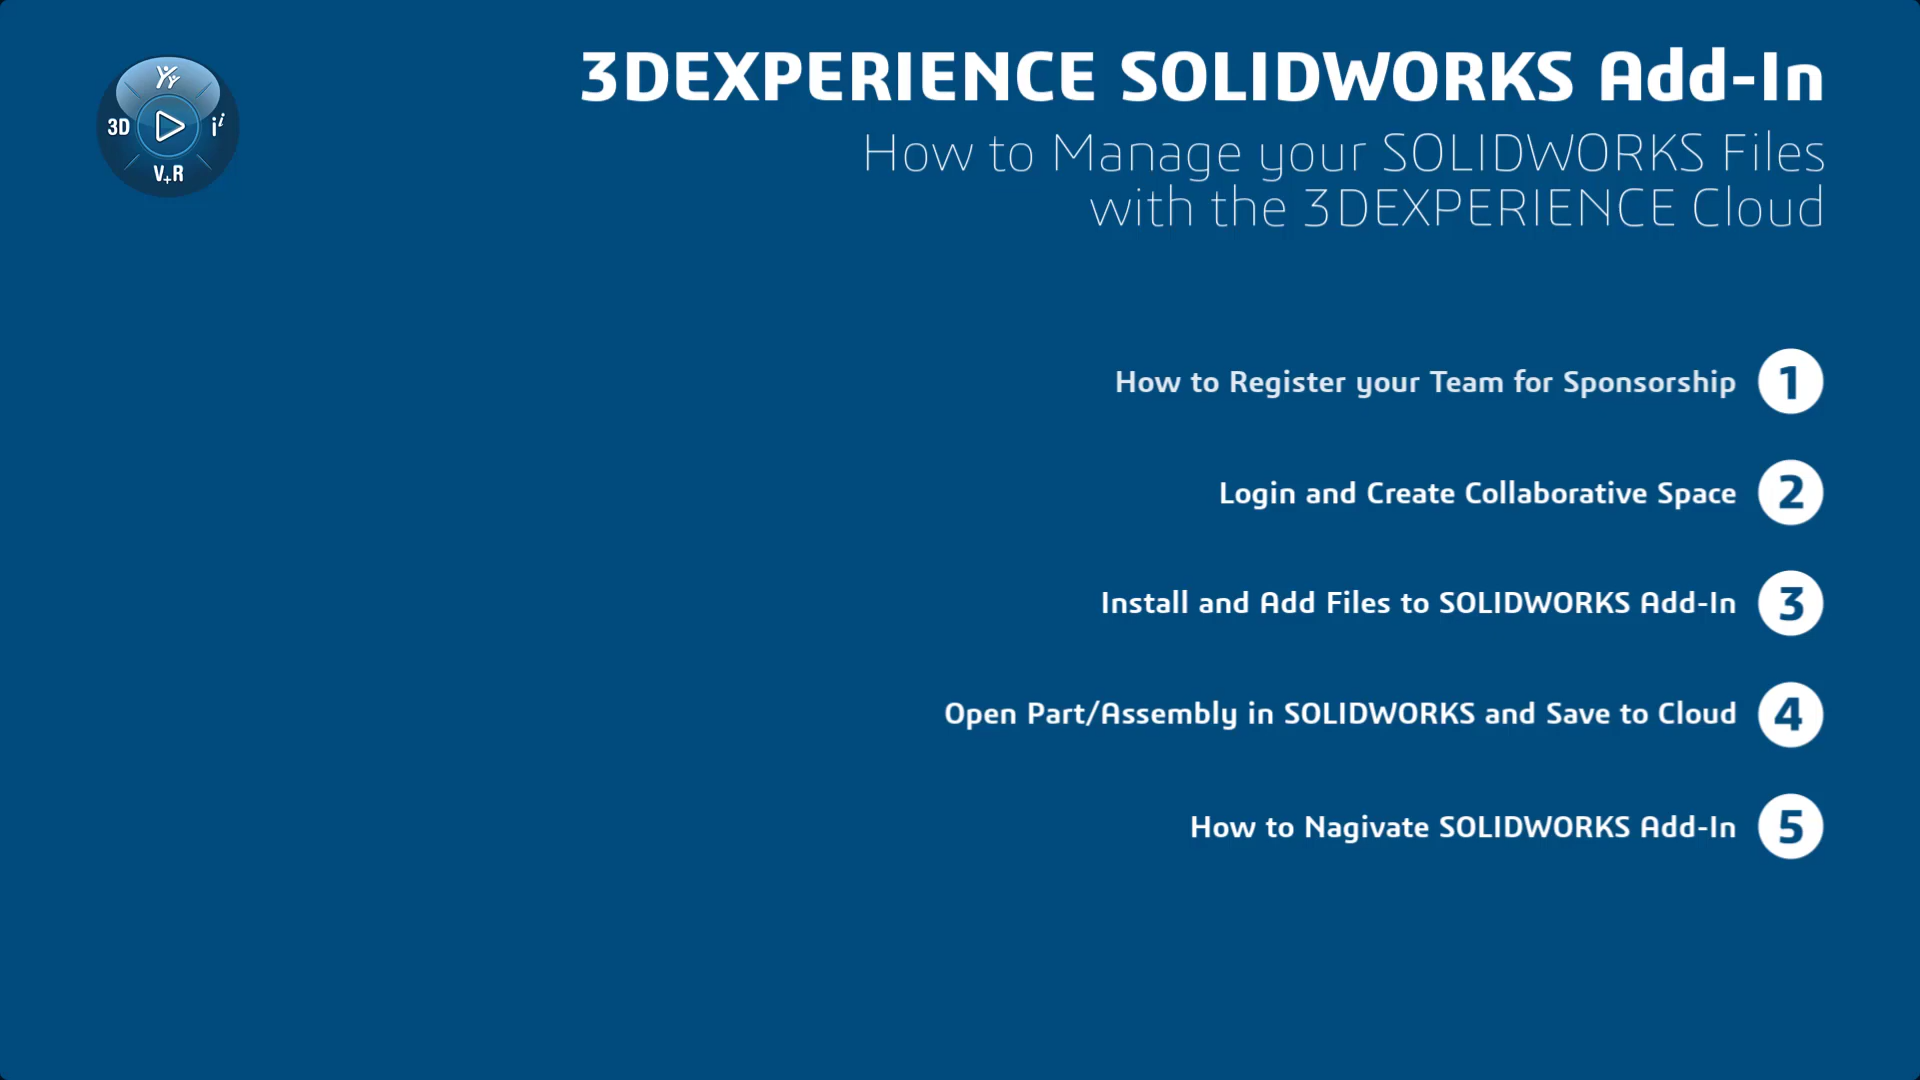 3DEXPERIENCE SOLIDWORKS Add-In
How to Manage your SOLIDWORKS Files
with the 3DEXPERIENCE Cloud
3D
i i
V+R
How to Register your Team for Sponsorship 1
Login and Create Collaborative Space 2
Install and Add Files to SOLIDWORKS Add-In 3
Open Part/Assembly in SOLIDWORKS and Save to Cloud 4
How to Nagivate SOLIDWORKS Add-In 5